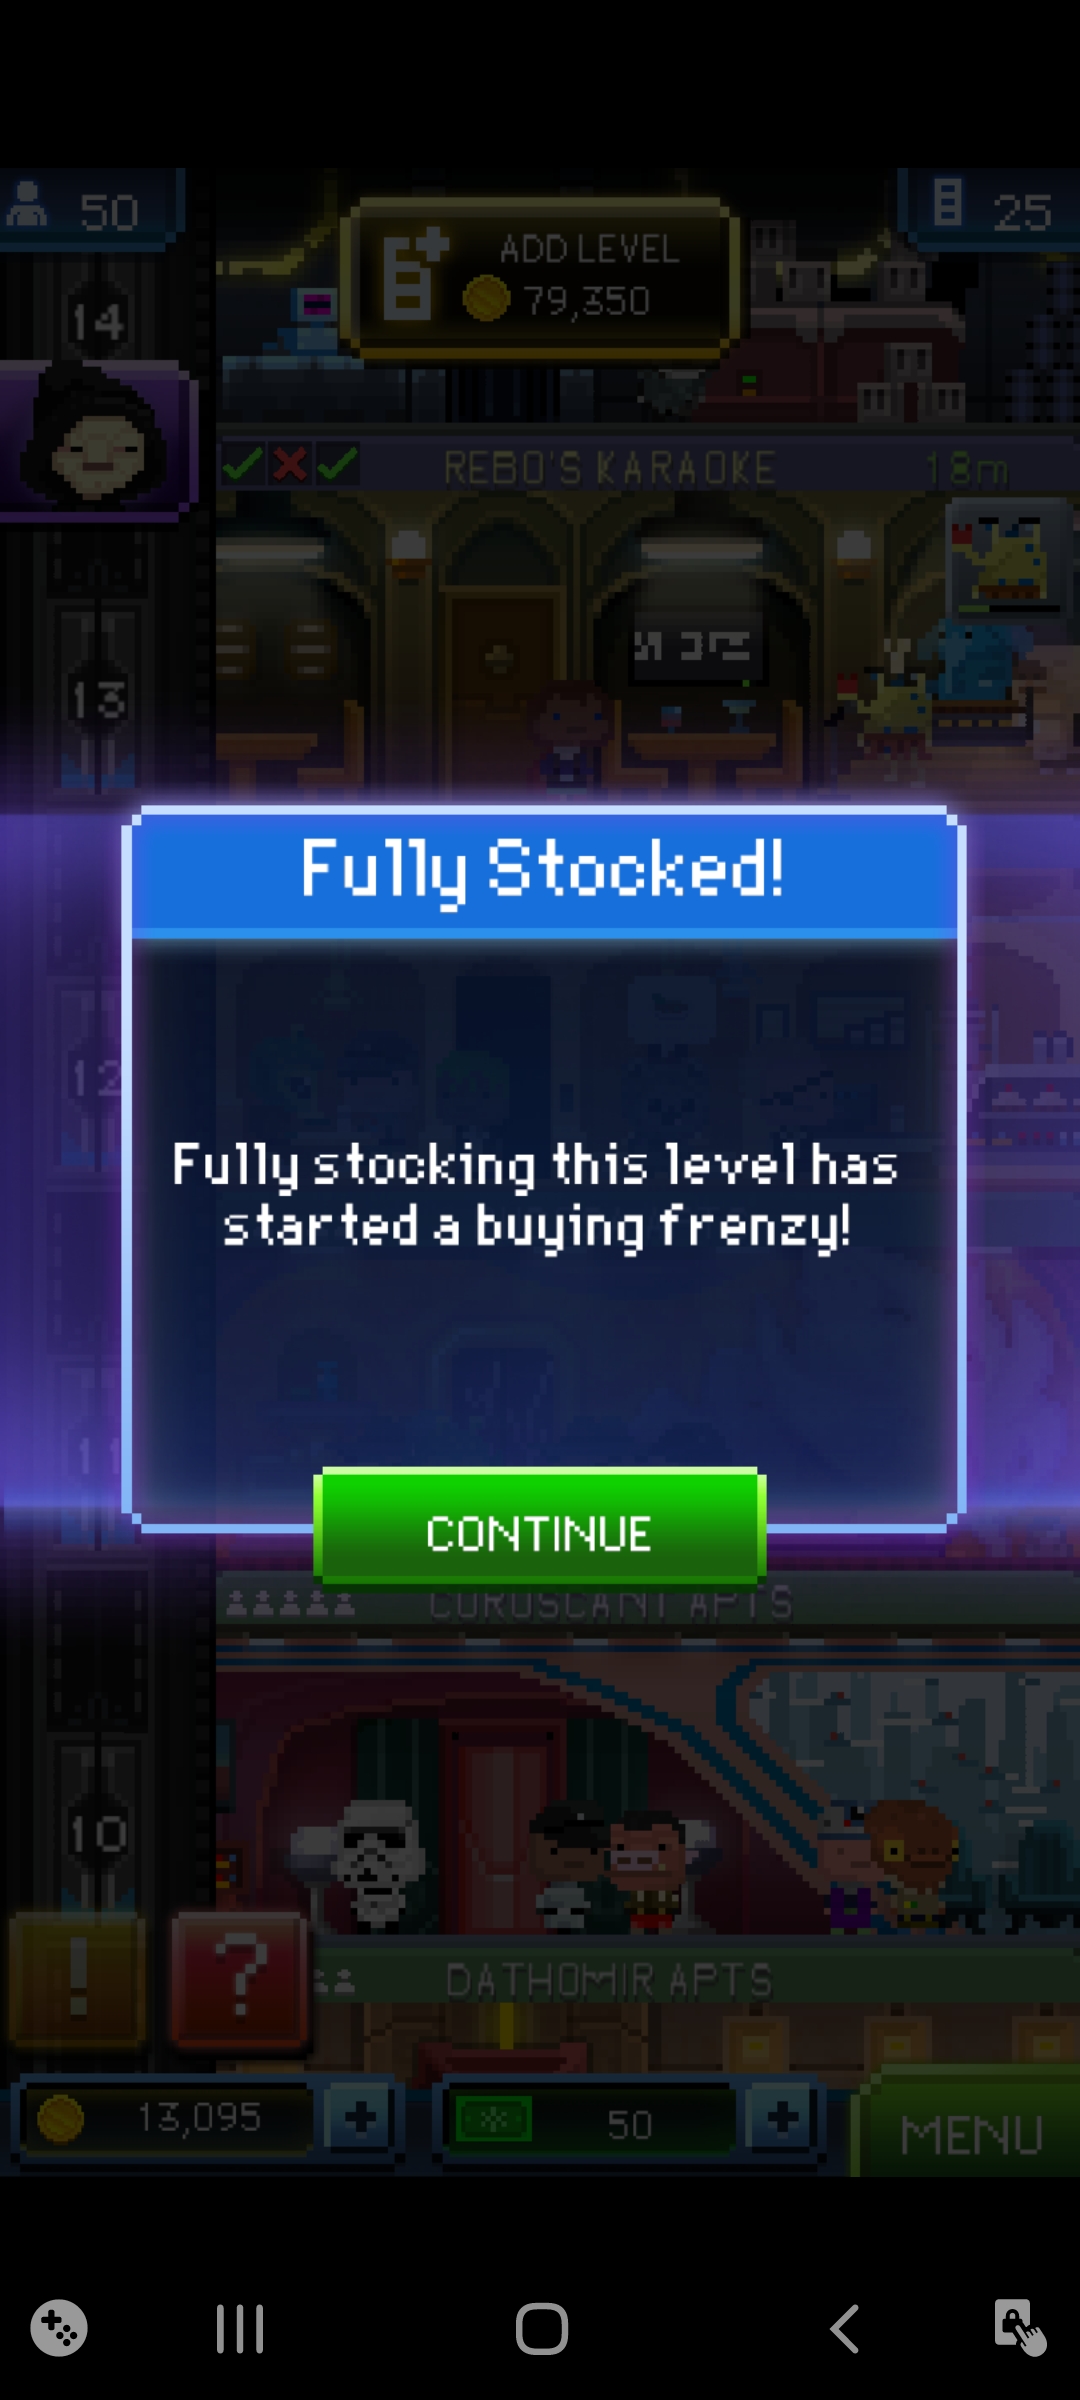 50
ADD LEVEL
79,350
25
14
REBO'S KARAOKE
18m
13
Fully Stocked!
12
Fully stocking this level has
started a buying frenzy!
11
CONTINUE
CORUSCANT APTS
10
!
?
DATHOMIR APTS
13,095
+
50
+
MENU